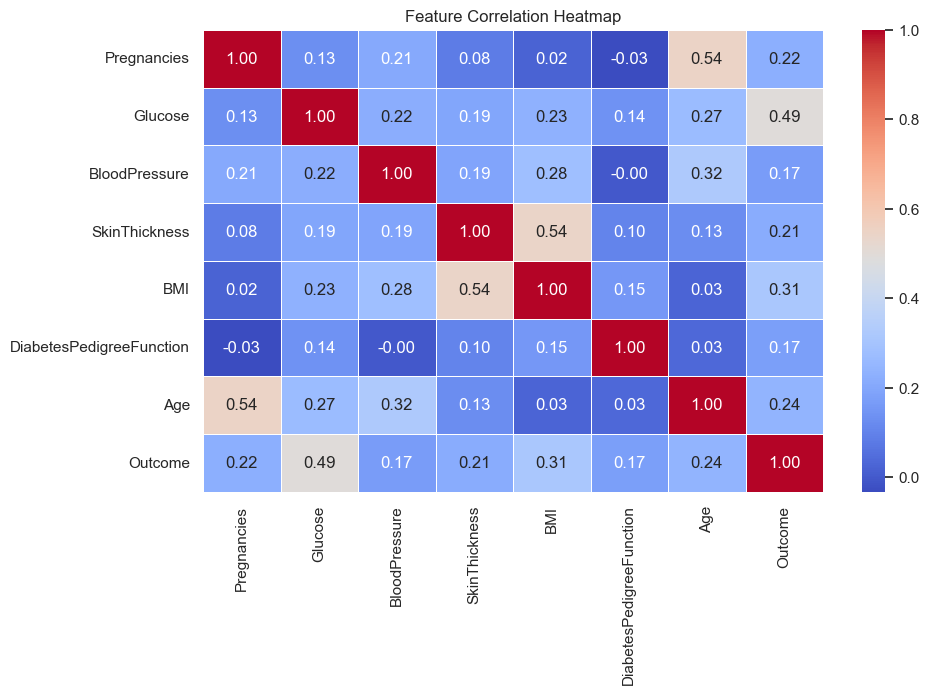 Feature Correlation Heatmap
Pregnancies 1.00 0.13 0.21 0.08 0.02 -0.03 0.54 0.22
Glucose 0.13 1.00 0.22 0.19 0.23 0.14 0.27 0.49
BloodPressure 0.21 0.22 1.00 0.19 0.28 -0.00 0.32 0.17
SkinThickness 0.08 0.19 0.19 1.00 0.54 0.10 0.13 0.21
BMI 0.02 0.23 0.28 0.54 1.00 0.15 0.03 0.31
DiabetesPedigreeFunction -0.03 0.14 -0.00 0.10 0.15 1.00 0.03 0.17
Age 0.54 0.27 0.32 0.13 0.03 0.03 1.00 0.24
Outcome 0.22 0.49 0.17 0.21 0.31 0.17 0.24 1.00
Pregnancies
Glucose
BloodPressure
SkinThickness
BMI
DiabetesPedigreeFunction
Age
Outcome
1.0
0.8
0.6
0.4
0.2
0.0